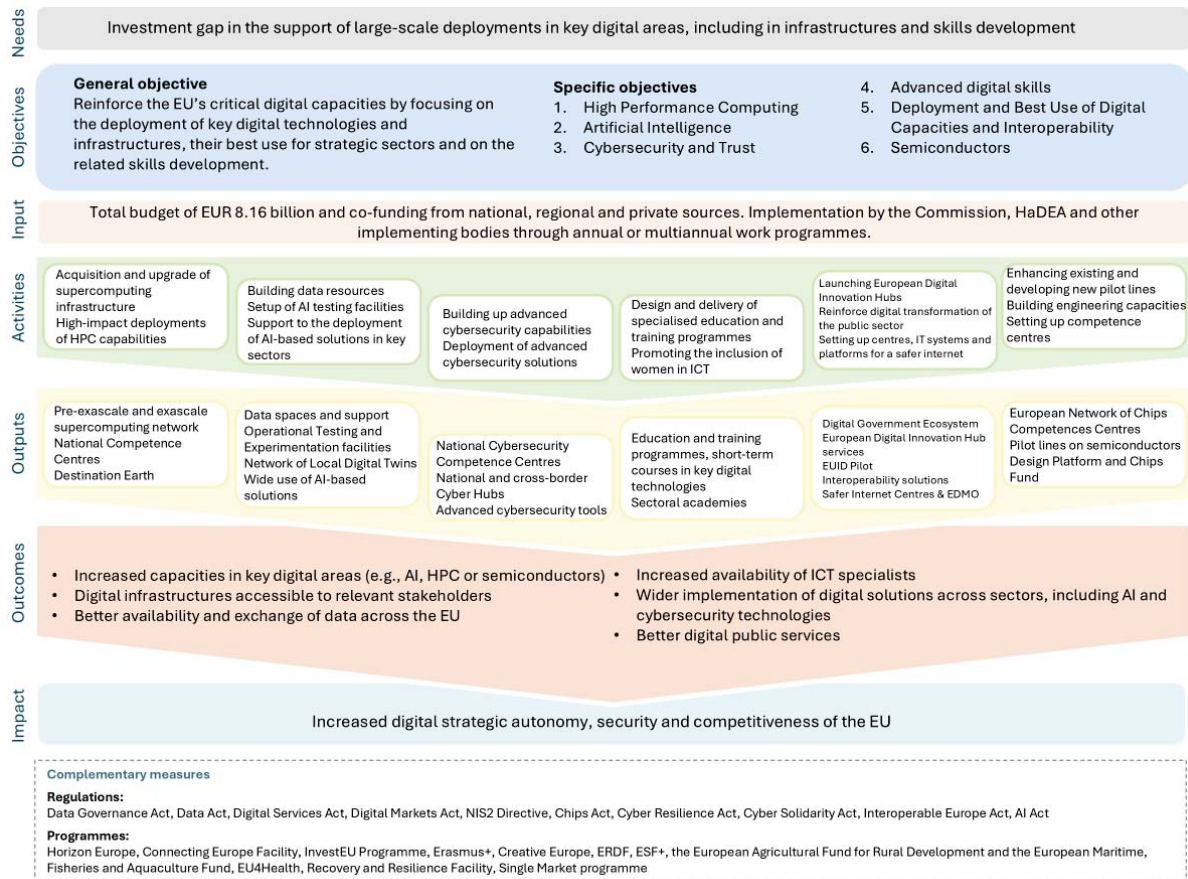 Needs
Investment gap in the support of large-scale deployments in key digital areas, including in infrastructures and skills development
Objectives
General objective
Reinforce the EU's critical digital capacities by focusing on
the deployment of key digital technologies and
infrastructures, their best use for strategic sectors and on the
related skills development.
Specific objectives
1. High Performance Computing
2. Artificial Intelligence
3. Cybersecurity and Trust
4. Advanced digital skills
5. Deployment and Best Use of Digital
Capacities and Interoperability
6. Semiconductors
Input
Total budget of EUR 8.16 billion and co-funding from national, regional and private sources. Implementation by the Commission, HaDEA and other
implementing bodies through annual or multiannual work programmes.
Activities
Acquisition and upgrade of
supercomputing
infrastructure
High-impact deployments
of HPC capabilities
Building data resources
Setup of AI testing facilities
Support to the deployment
of AI-based solutions in key
sectors
Building up advanced
cybersecurity capabilities
Deployment of advanced
cybersecurity solutions
Design and delivery of
specialised education and
training programmes
Promoting the inclusion of
women in ICT
Launching European Digital
Innovation Hubs
Reinforce digital transformation of
the public sector
Setting up centres, IT systems and
platforms for a safer internet
Enhancing existing and
developing new pilot lines
Building engineering capacities
Setting up competence
centres
Outputs
Pre-exascale and exascale
supercomputing network
National Competence
Centres
Destination Earth
Data spaces and support
Operational Testing and
Experimentation facilities
Network of Local Digital Twins
Wide use of AI-based
solutions
National Cybersecurity
Competence Centres
National and cross-border
Cyber Hubs
Advanced cybersecurity tools
Education and training
programmes, short-term
courses in key digital
technologies
Sectoral academies
Digital Government Ecosystem
European Digital Innovation Hub
services
EUID Pilot
Interoperability solutions
Safer Internet Centres & EDMO
European Network of Chips
Competences Centres
Pilot lines on semiconductors
Design Platform and Chips
Fund
Outcomes
• Increased capacities in key digital areas (e.g., AI, HPC or semiconductors)
• Digital infrastructures accessible to relevant stakeholders
• Better availability and exchange of data across the EU
• Increased availability of ICT specialists
• Wider implementation of digital solutions across sectors, including AI and
cybersecurity technologies
• Better digital public services
Impact
Increased digital strategic autonomy, security and competitiveness of the EU
Complementary measures
Regulations:
Data Governance Act, Data Act, Digital Services Act, Digital Markets Act, NIS2 Directive, Chips Act, Cyber Resilience Act, Cyber Solidarity Act, Interoperable Europe Act, AI Act
Programmes:
Horizon Europe, Connecting Europe Facility, InvestEU Programme, Erasmus+, Creative Europe, ERDF, ESF+, the European Agricultural Fund for Rural Development and the European Maritime,
Fisheries and Aquaculture Fund, EU4Health, Recovery and Resilience Facility, Single Market programme